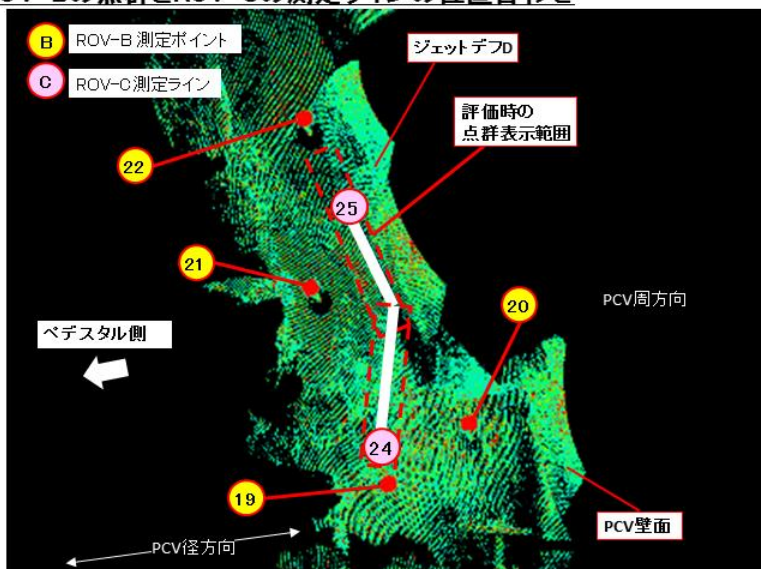 B ROV-B 測定ポイント
C ROV-C 測定ライン
ジェットデフD
評価時の
点群表示範囲
22
25
21
20
PCV周方向
ペデスタル側
24
19
PCV壁面
PCV径方向